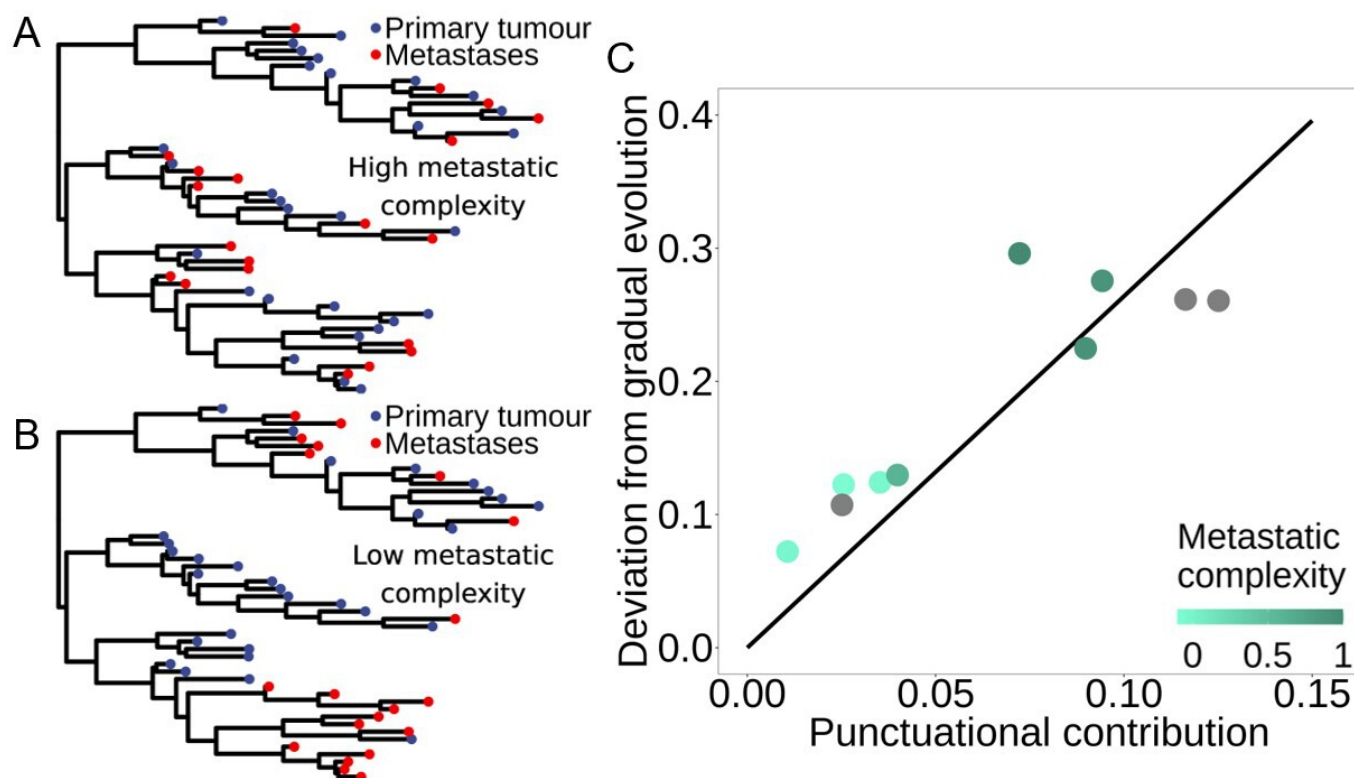 A
Primary tumour
Metastases
High metastatic
complexity
B
Primary tumour
Metastases
Low metastatic
complexity
C
Deviation from gradual evolution
0.4
0.3
0.2
0.1
0.0
0.00 0.05 0.10 0.15
Punctuational contribution
Metastatic
complexity
0 0.5 1